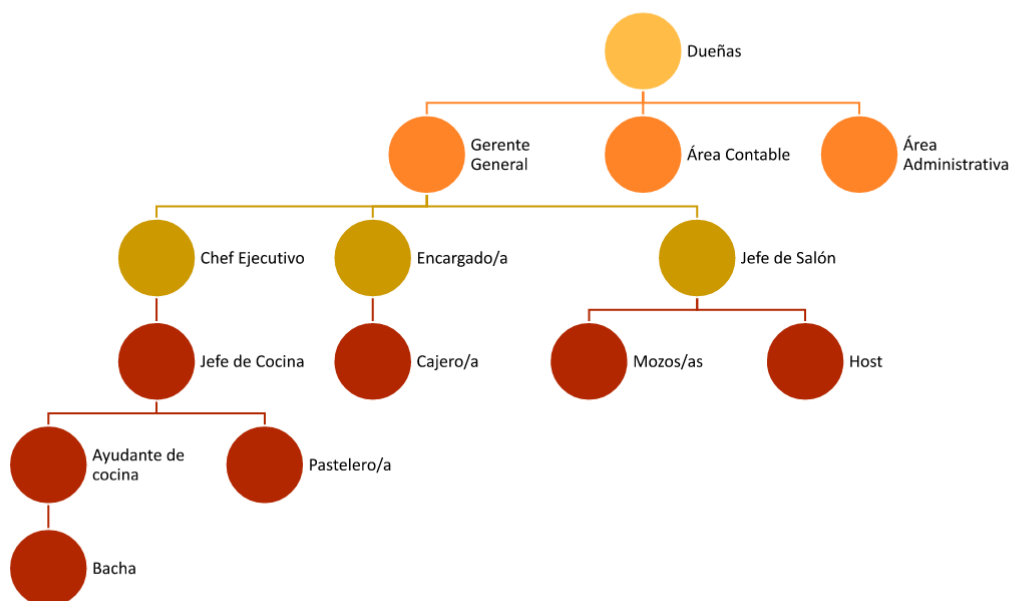 Dueñas
Gerente
General
Área Contable
Área
Administrativa
Chef Ejecutivo
Encargado/a
Jefe de Salón
Jefe de Cocina
Cajero/a
Mozos/as
Host
Ayudante de
cocina
Pastelero/a
Bacha